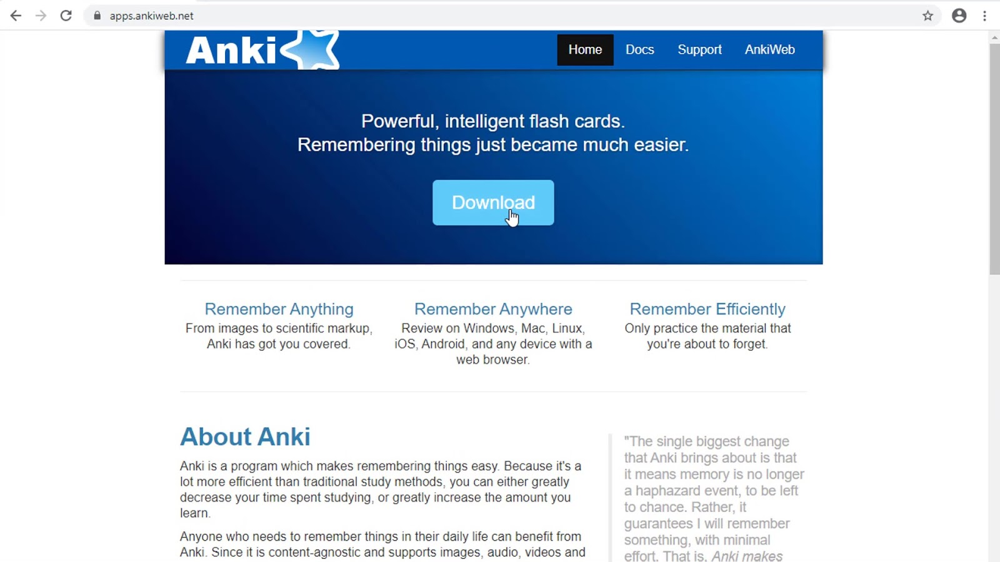 apps.ankiweb.net
Anki
Home Docs Support AnkiWeb
Powerful, intelligent flash cards.
Remembering things just became much easier.
Download
Remember Anything
From images to scientific markup,
Anki has got you covered.
Remember Anywhere
Review on Windows, Mac, Linux,
iOS, Android, and any device with a
web browser.
Remember Efficiently
Only practice the material that
you're about to forget.
About Anki
Anki is a program which makes remembering things easy. Because it's a
lot more efficient than traditional study methods, you can either greatly
decrease your time spent studying, or greatly increase the amount you
learn.
Anyone who needs to remember things in their daily life can benefit from
Anki. Since it is content-agnostic and supports images, audio, videos and
"The single biggest change
that Anki brings about is that
it means memory is no longer
a haphazard event, to be left
to chance. Rather, it
guarantees I will remember
something, with minimal
effort. That is, Anki makes